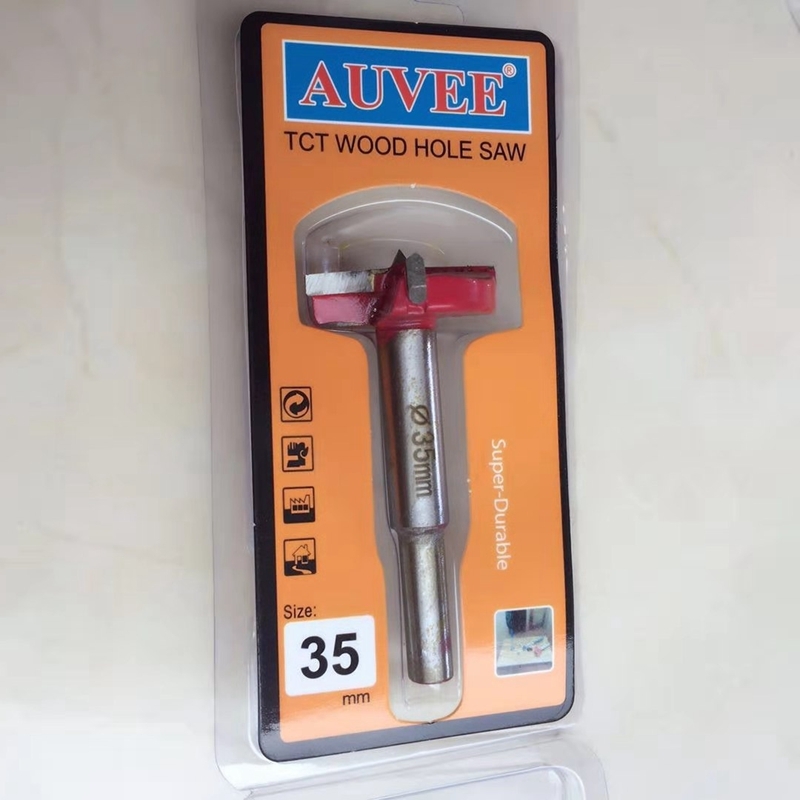 AUVEE®
TCT WOOD HOLE SAW
Ø35mm
Super-Durable
Size:
35
mm